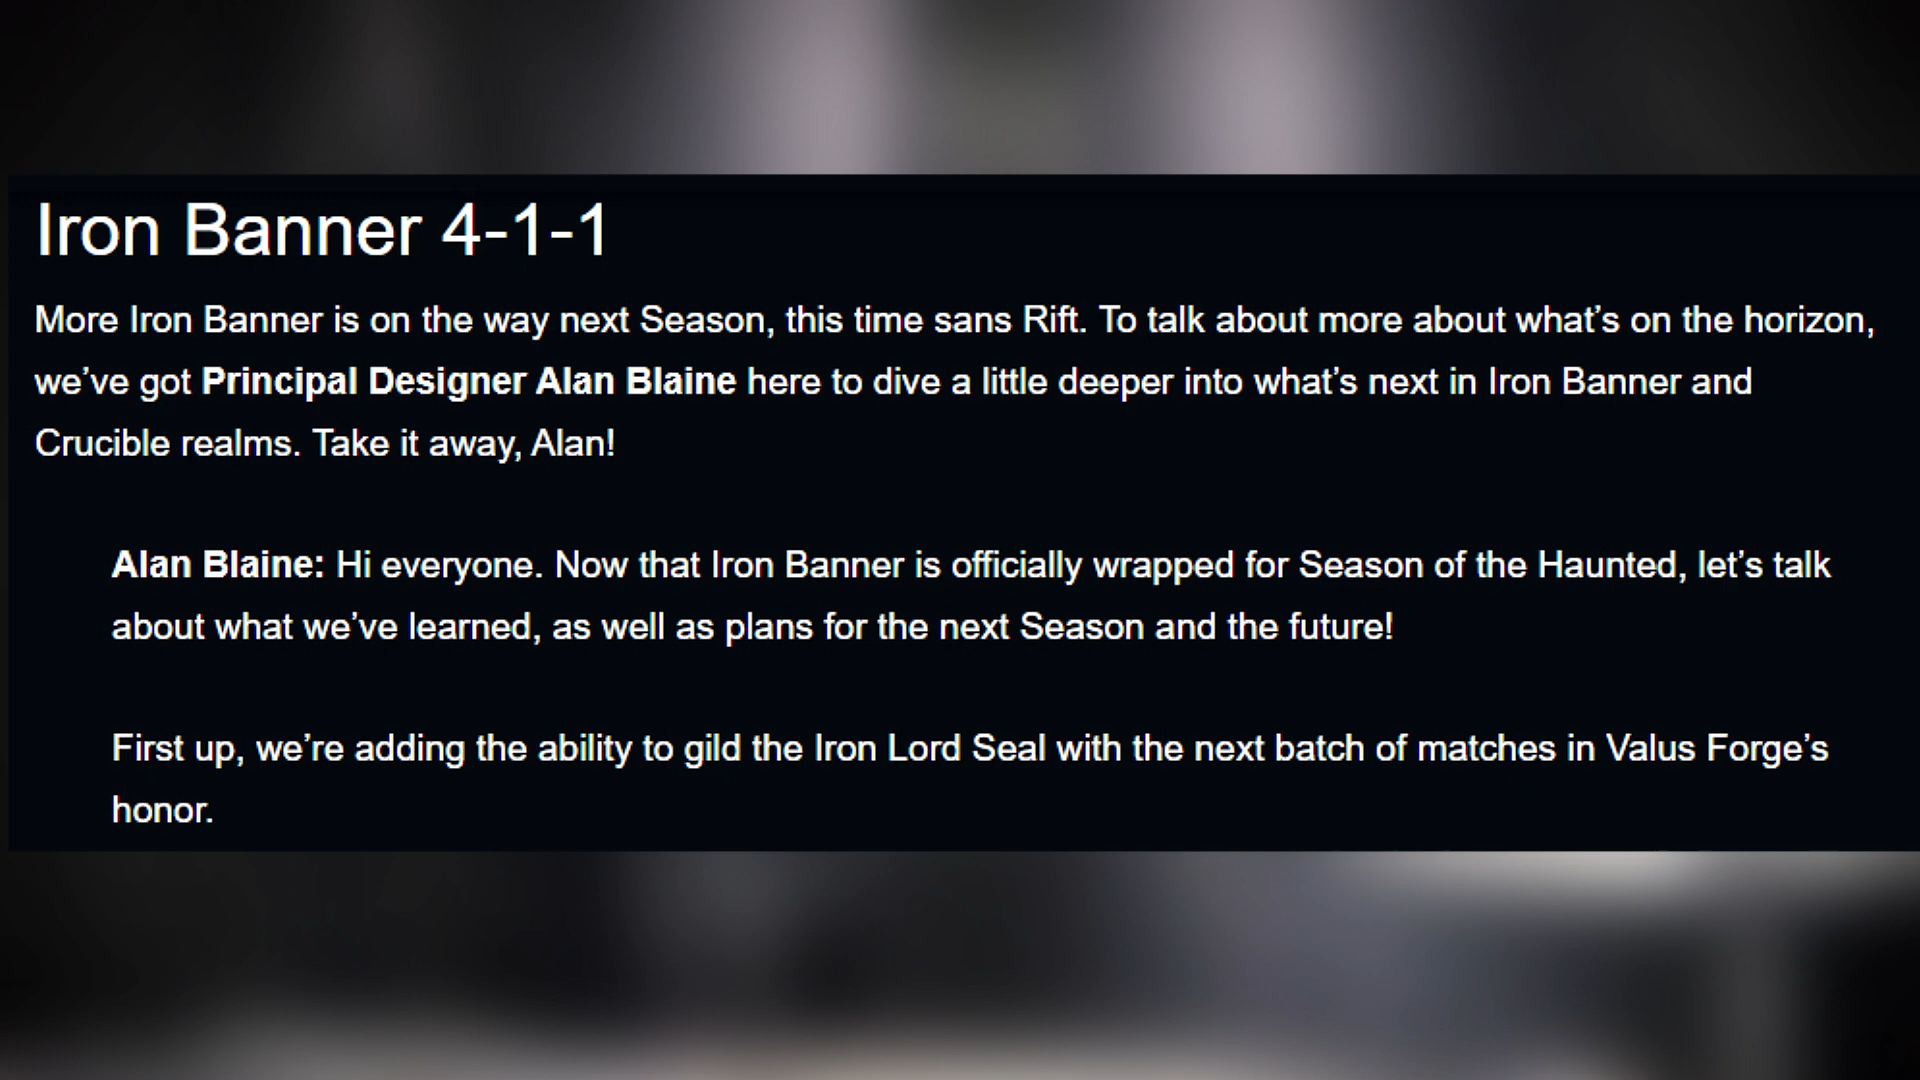 Iron Banner 4-1-1
More Iron Banner is on the way next Season, this time sans Rift. To talk about more about what’s on the horizon,
we’ve got Principal Designer Alan Blaine here to dive a little deeper into what’s next in Iron Banner and
Crucible realms. Take it away, Alan!
Alan Blaine: Hi everyone. Now that Iron Banner is officially wrapped for Season of the Haunted, let’s talk
about what we’ve learned, as well as plans for the next Season and the future!
First up, we’re adding the ability to gild the Iron Lord Seal with the next batch of matches in Valus Forge’s
honor.